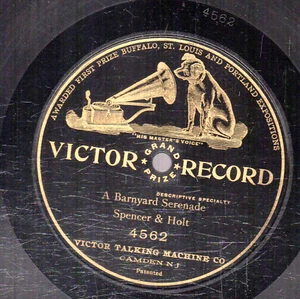 4562
AWARDED FIRST PRIZE BUFFALO, ST. LOUIS AND PORTLAND EXPOSITIONS
"HIS MASTER'S VOICE"
VICTOR RECORD
GRAND PRIZE
DESCRIPTIVE SPECIALTY
A Barnyard Serenade
Spencer & Holt
4562
VICTOR TALKING MACHINE CO.
CAMDEN N.J
Patented